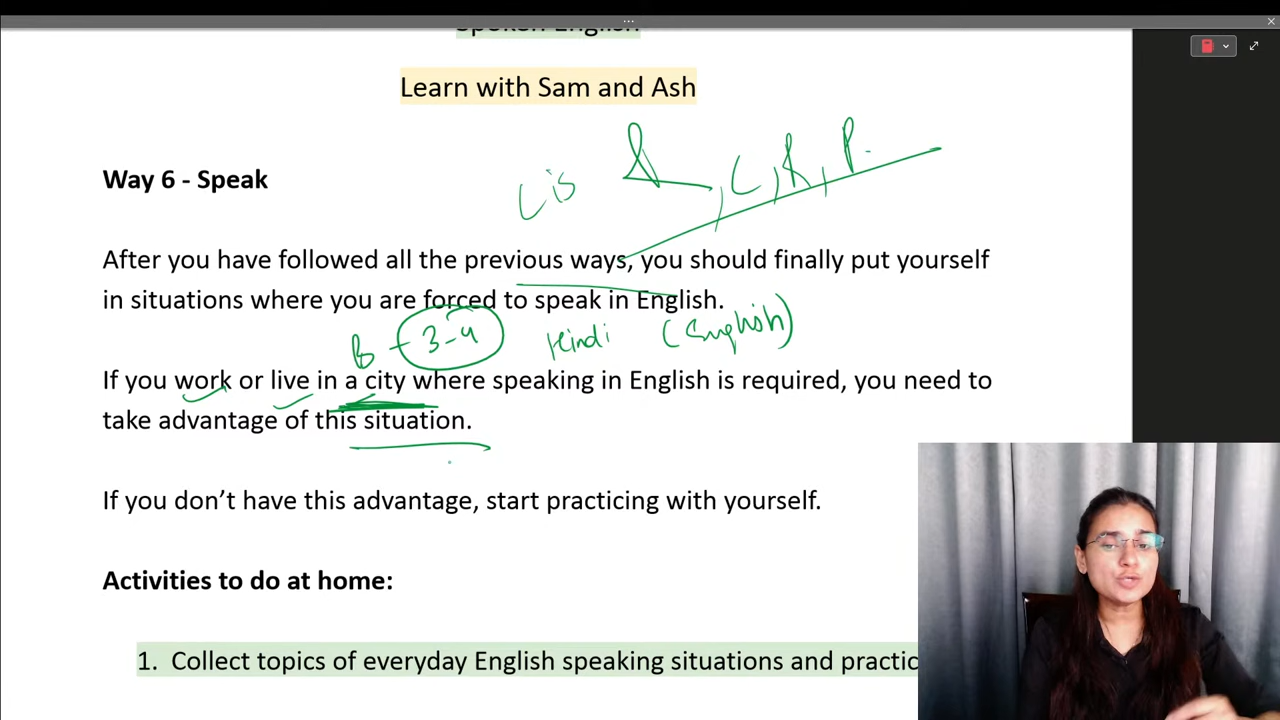 Spoken English
Learn with Sam and Ash
Lis S, C, R, P.
Way 6 - Speak
After you have followed all the previous ways, you should finally put yourself
in situations where you are forced to speak in English.
B - 3-4 Hindi (English)
If you work or live in a city where speaking in English is required, you need to
take advantage of this situation.
If you don't have this advantage, start practicing with yourself.
Activities to do at home:
1. Collect topics of everyday English speaking situations and practic